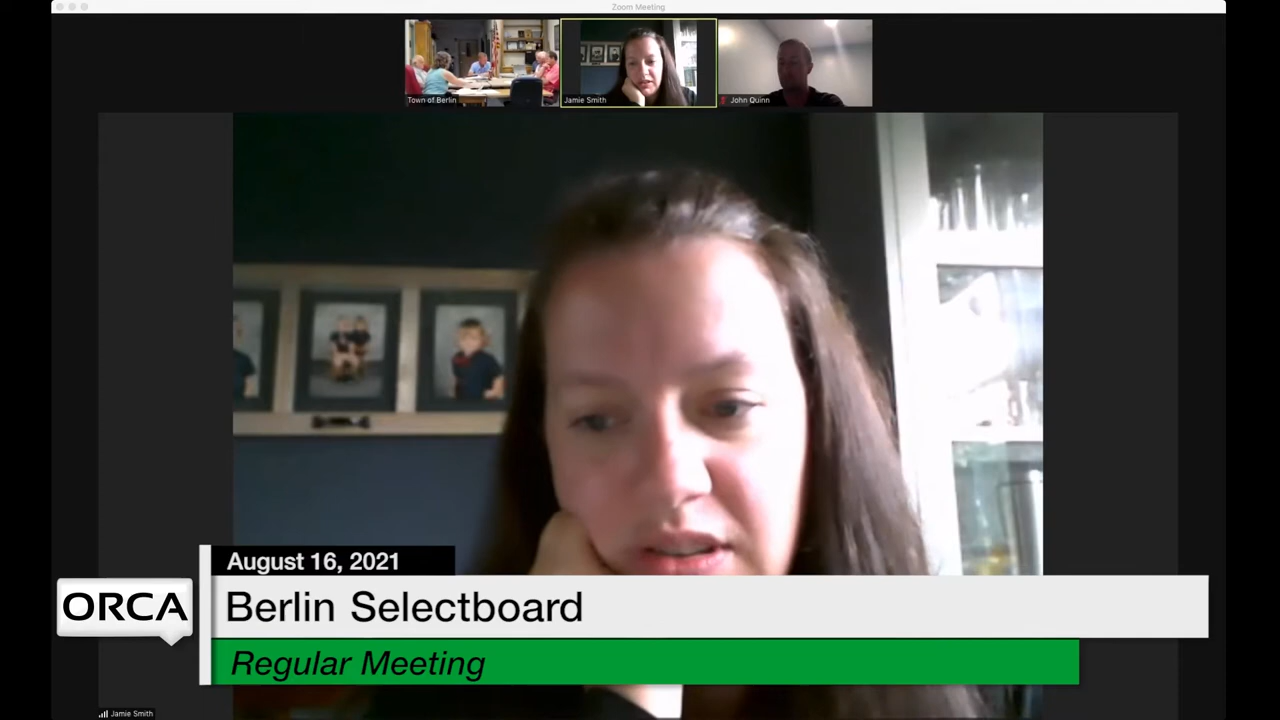 Zoom Meeting
Town of Berlin
Jamie Smith
John Quinn
August 16, 2021
ORCA
Berlin Selectboard
Regular Meeting
Jamie Smith